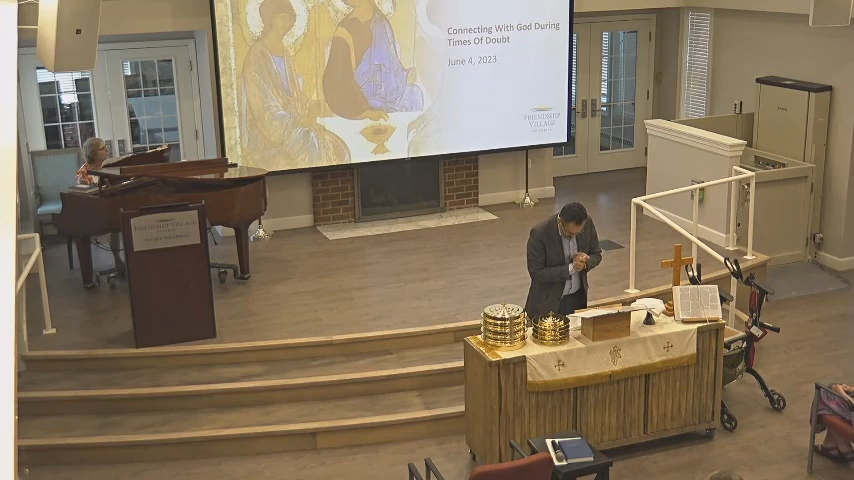 Connecting With God During
Times Of Doubt
June 4, 2023
FRIENDSHIP
VILLAGE
FRIENDSHIP VILLAGE